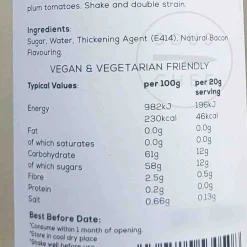 plum tomatoes. Shake and double strain.
Ingredients:
Sugar, Water, Thickening Agent (E414), Natural Bacon
Flavouring.
VEGAN & VEGETARIAN FRIENDLY
Typical Values per 100g per 20g
serving
Energy 982kJ 196kJ
230kcal 46kcal
Fat 0.0g 0.0g
of which saturates 0.0g 0.0g
Carbohydrate 61g 12g
of which sugars 58g 12g
Fibre 2.5g 0.5g
Protein 0.2g 0.0g
Salt 0.66g 0.13g
Best Before Date:
*Consume within 1 month of opening.
*Store in cool dry place
*Shake well before use